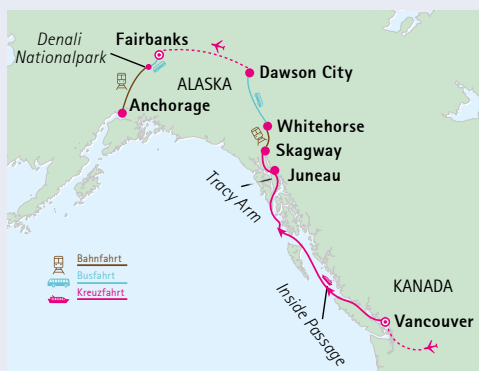 Denali
Nationalpark
Fairbanks
ALASKA
Dawson City
Anchorage
Whitehorse
Skagway
Juneau
Tracy Arm
Bahnfahrt
Busfahrt
Kreuzfahrt
Inside Passage
KANADA
Vancouver